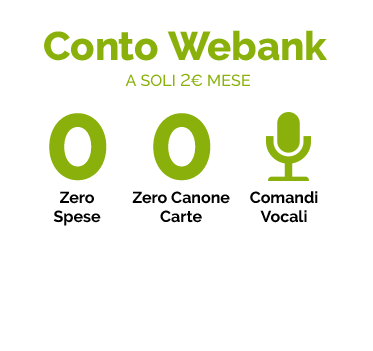 Conto Webank
A SOLI 2€ MESE
0 0
Zero Zero Canone Comandi
Spese Carte Vocali